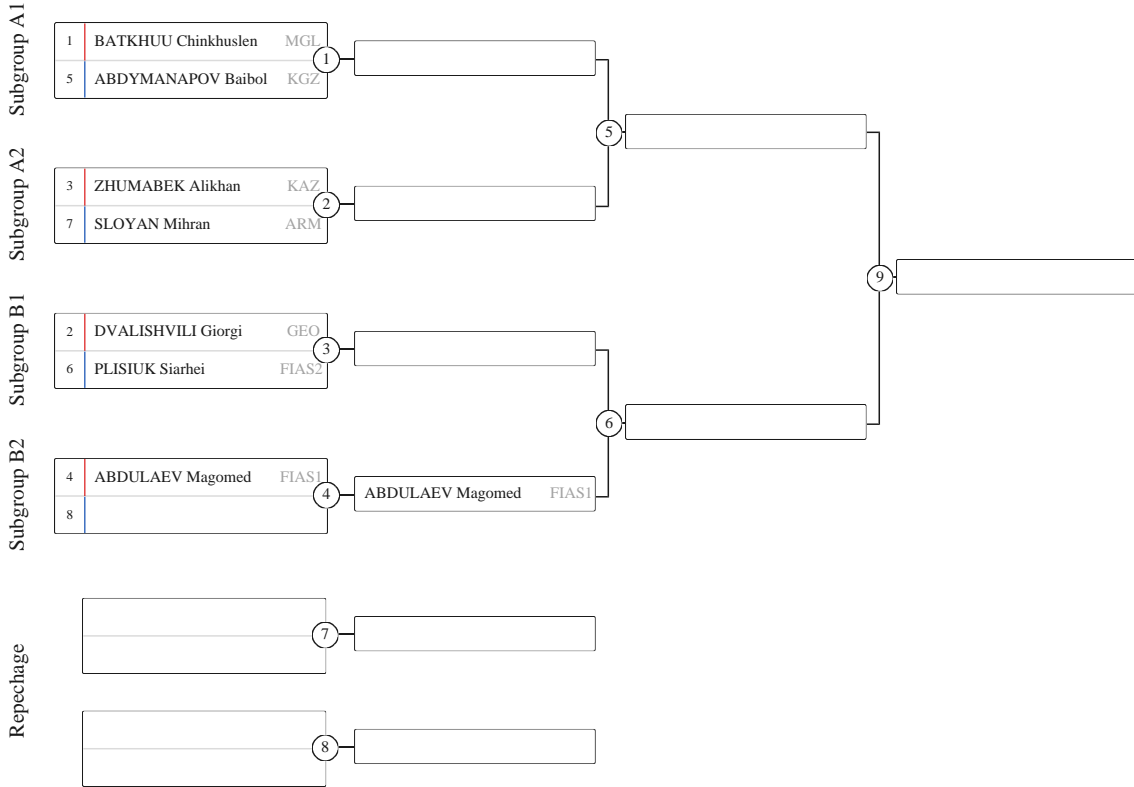 Subgroup A1
1 BATKHUU Chinkhuslen MGL
1
5 ABDYMANAPOV Baibol KGZ
5
Subgroup A2
3 ZHUMABEK Alikhan KAZ
2
7 SLOYAN Mihran ARM
9
Subgroup B1
2 DVALISHVILI Giorgi GEO
3
6 PLISIUK Siarhei FIAS2
6
Subgroup B2
4 ABDULAEV Magomed FIAS1
4 ABDULAEV Magomed FIAS1
8
Repechage
7
8